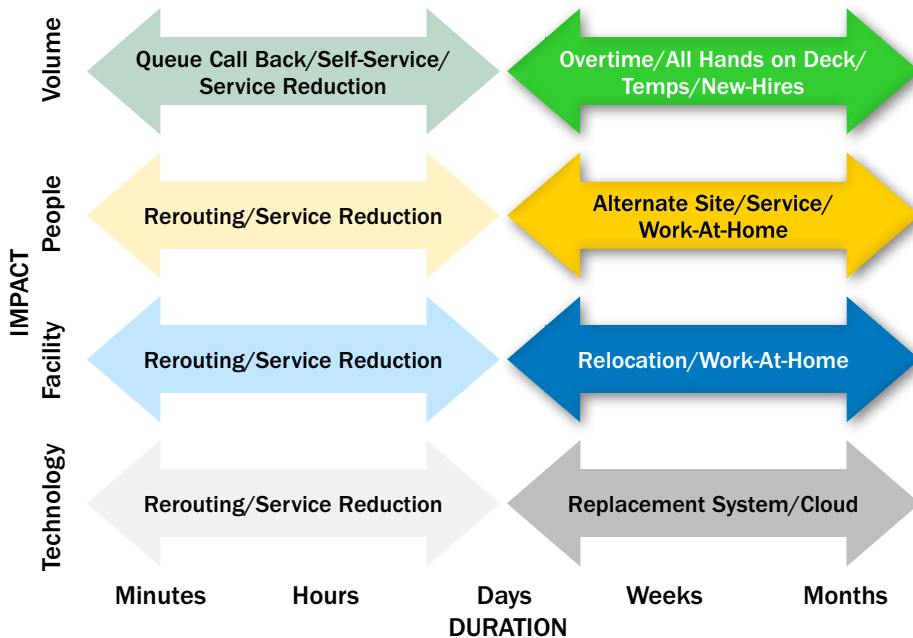 IMPACT
Volume
Queue Call Back/Self-Service/
Service Reduction
Overtime/All Hands on Deck/
Temps/New-Hires
People
Rerouting/Service Reduction
Alternate Site/Service/
Work-At-Home
Facility
Rerouting/Service Reduction
Relocation/Work-At-Home
Technology
Rerouting/Service Reduction
Replacement System/Cloud
Minutes Hours Days Weeks Months
DURATION